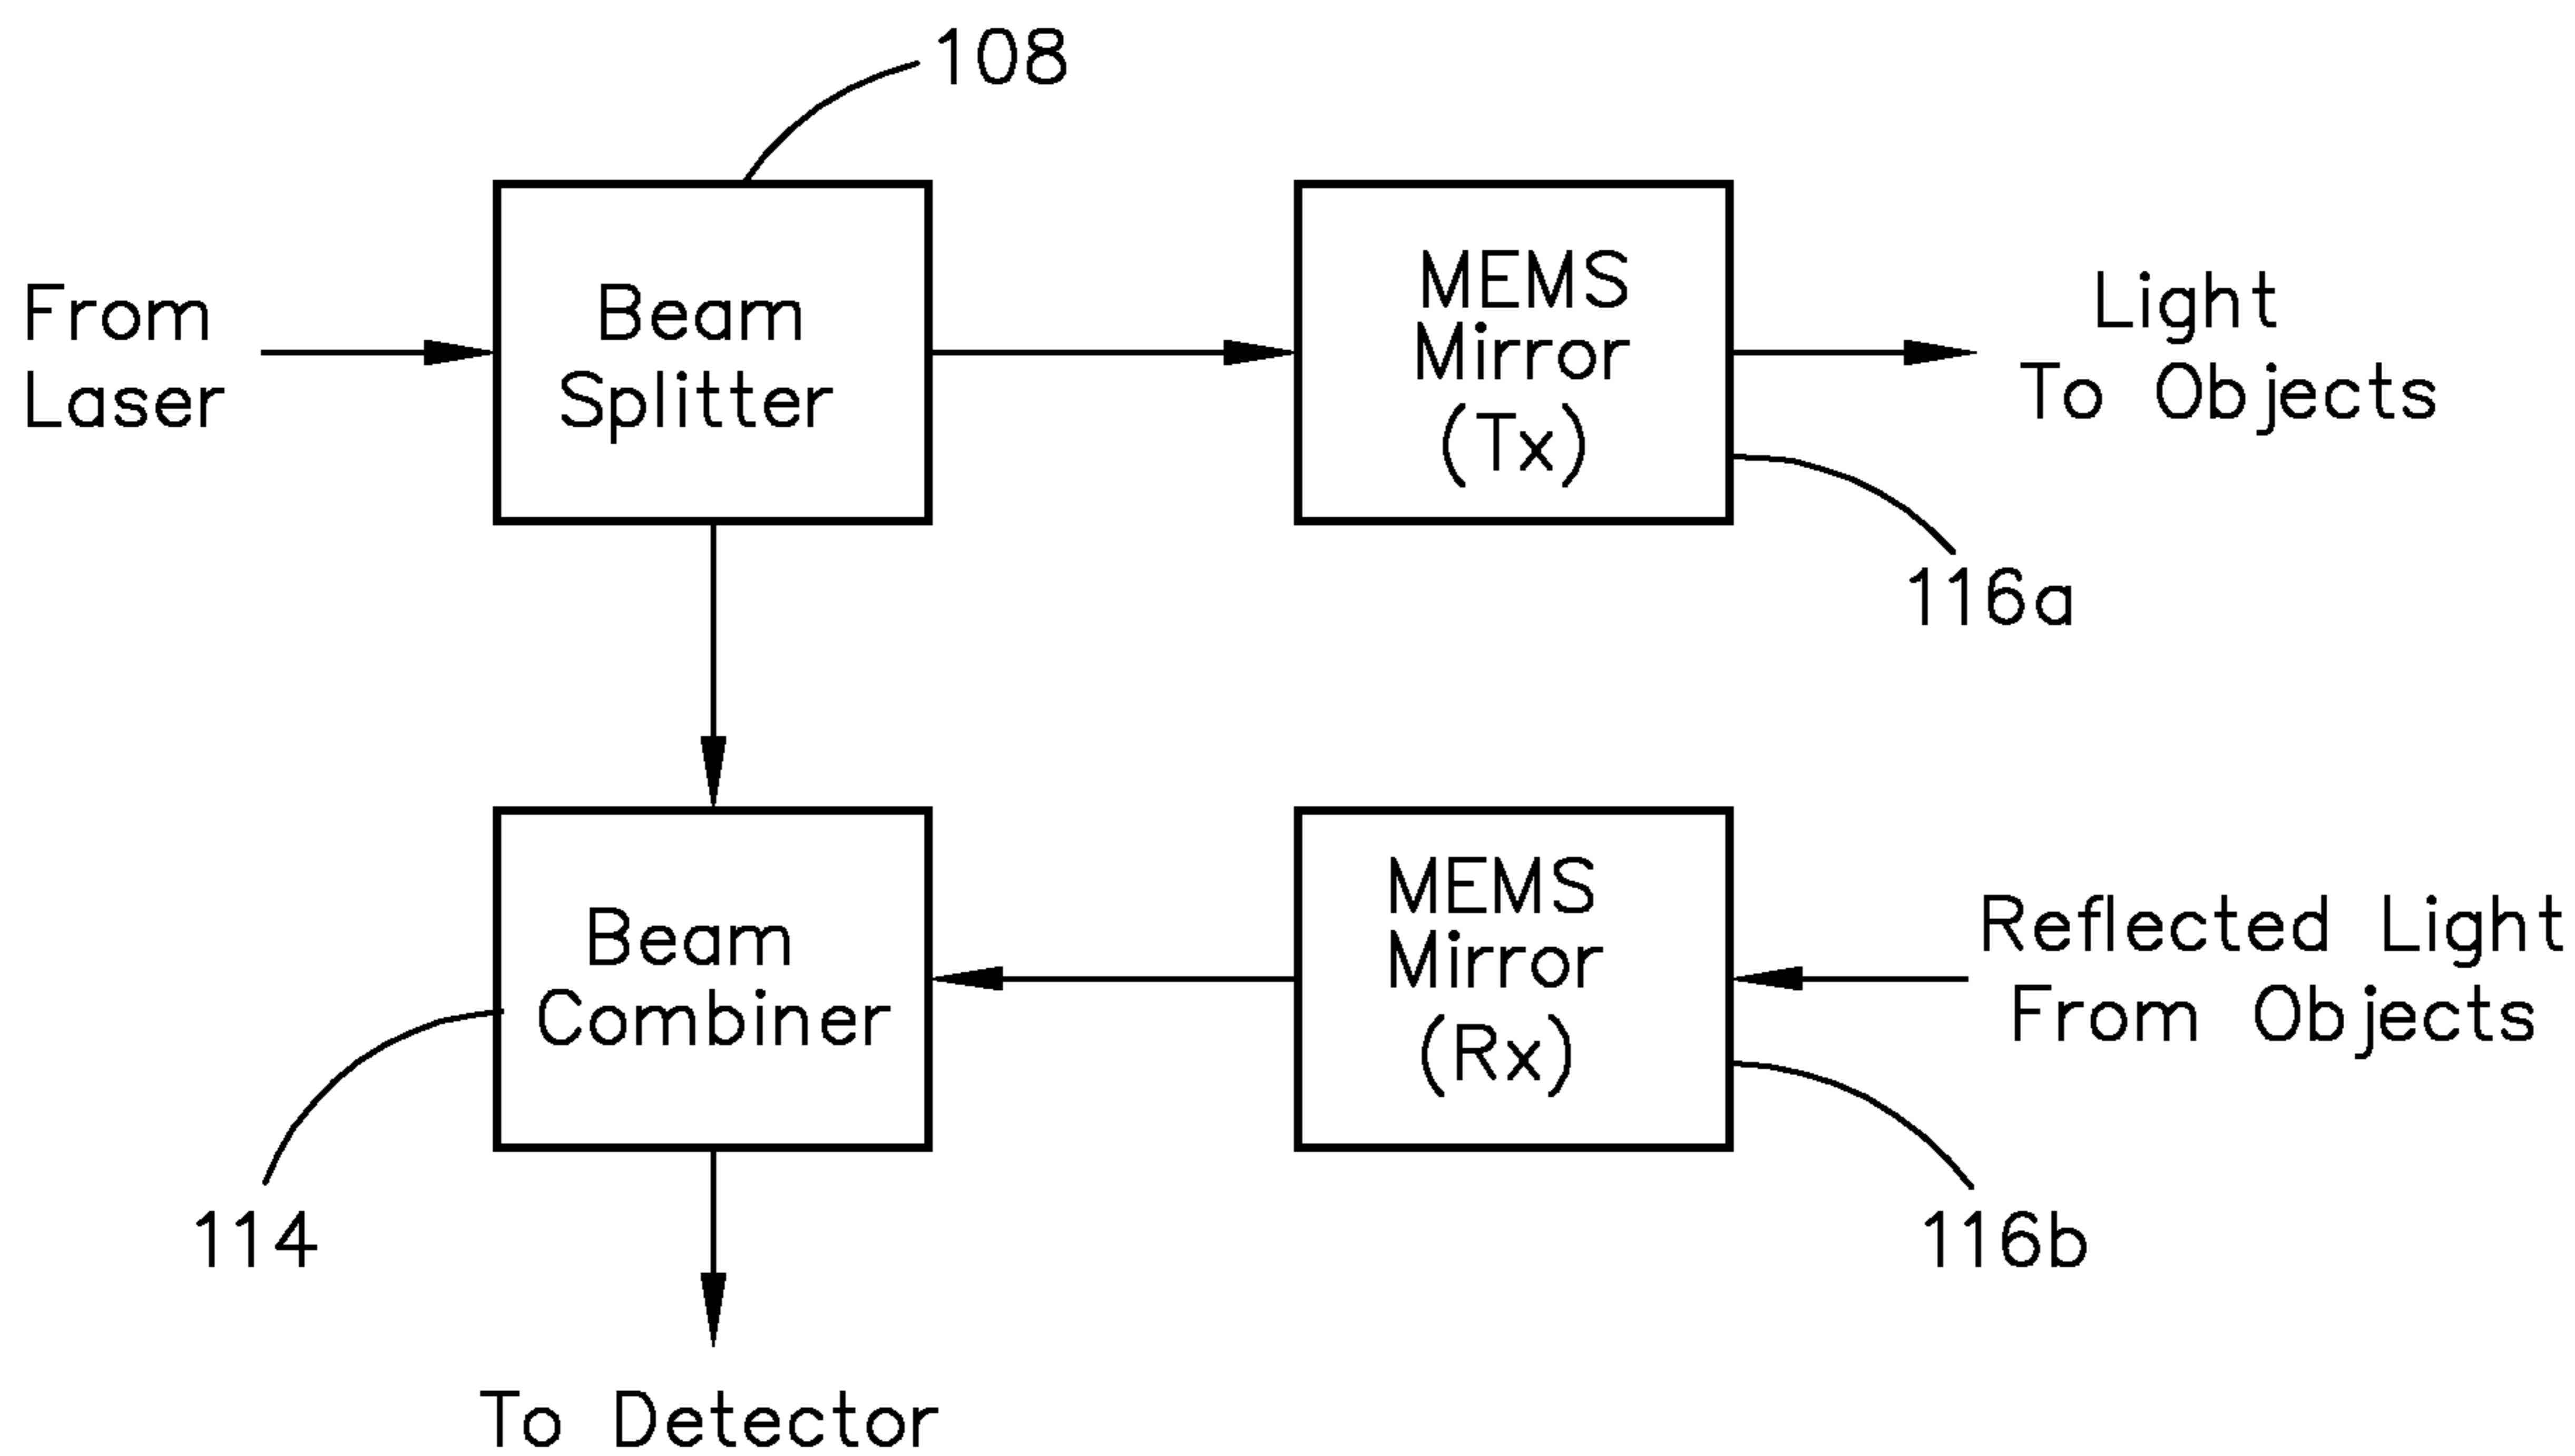 108
From
Laser
Beam
Splitter
MEMS
Mirror
(Tx)
Light
To Objects
116a
Beam
Combiner
MEMS
Mirror
(Rx)
Reflected Light
From Objects
114
116b
To Detector